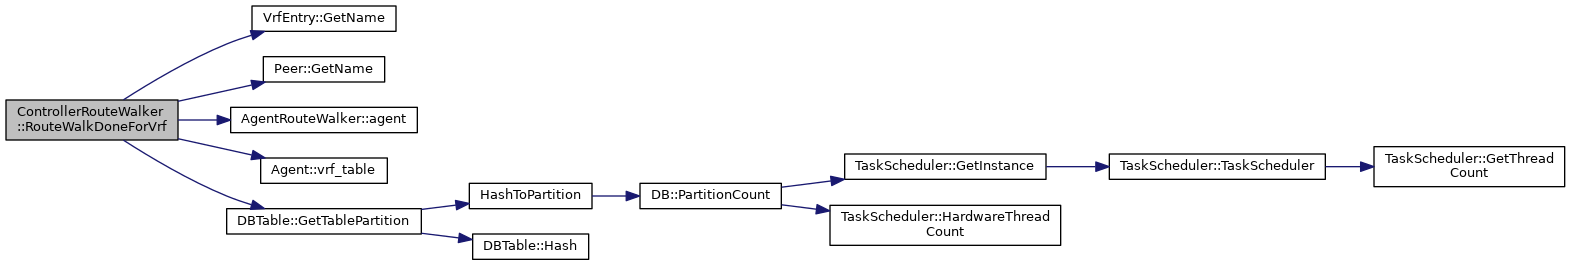 VrfEntry::GetName
Peer::GetName
ControllerRouteWalker
::RouteWalkDoneForVrf
AgentRouteWalker::agent
Agent::vrf_table
DBTable::GetTablePartition
HashToPartition
DBTable::Hash
DB::PartitionCount
TaskScheduler::GetInstance
TaskScheduler::HardwareThread
Count
TaskScheduler::TaskScheduler
TaskScheduler::GetThread
Count